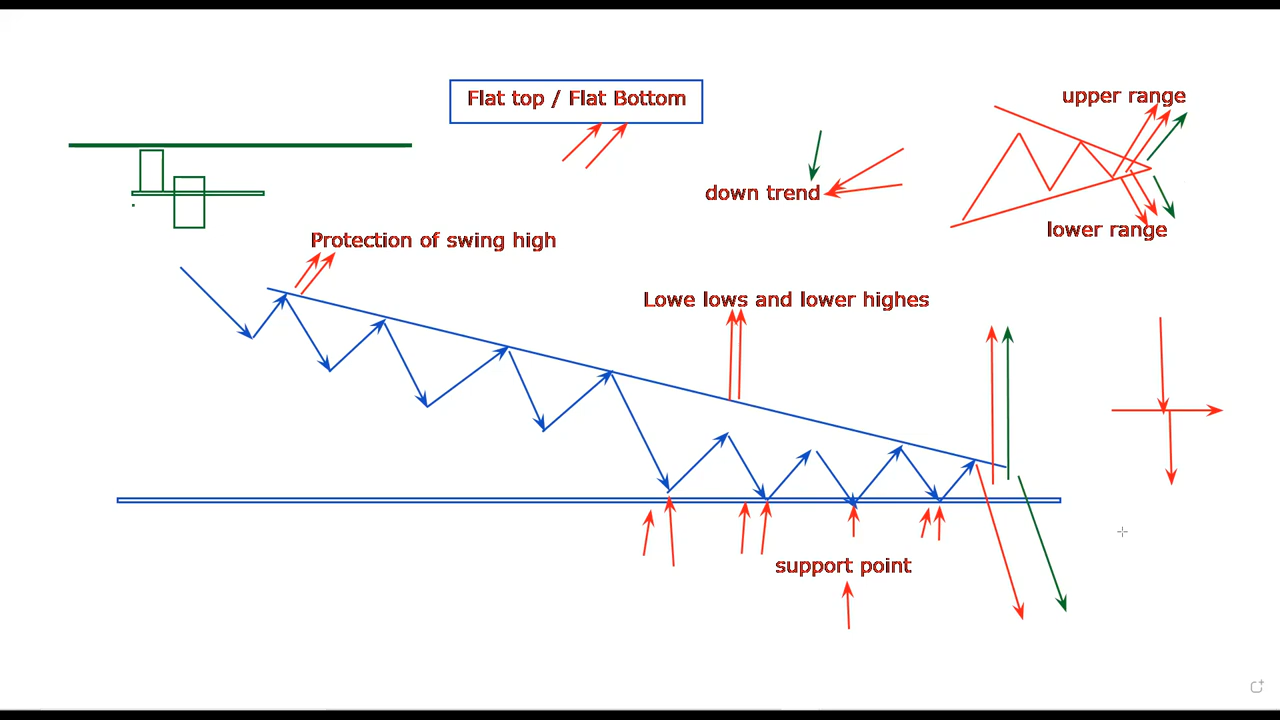 Flat top / Flat Bottom
upper range
down trend
lower range
Protection of swing high
Lowe lows and lower highes
support point